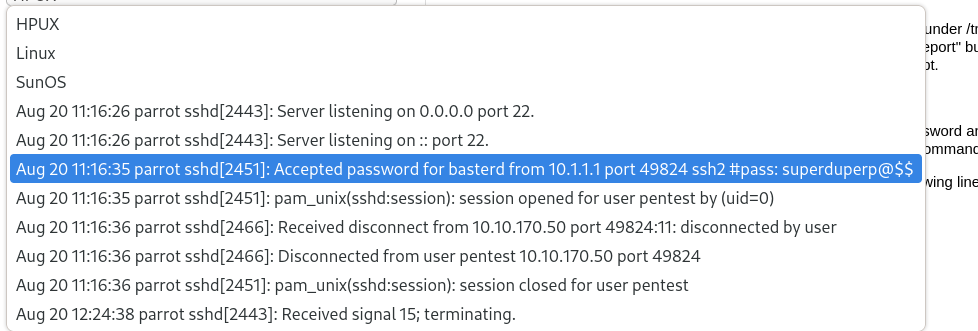 HPUX
Linux
SunOS
Aug 20 11:16:26 parrot sshd[2443]: Server listening on 0.0.0.0 port 22.
Aug 20 11:16:26 parrot sshd[2443]: Server listening on :: port 22.
Aug 20 11:16:35 parrot sshd[2451]: Accepted password for basterd from 10.1.1.1 port 49824 ssh2 #pass: superduperp@$$
Aug 20 11:16:35 parrot sshd[2451]: pam_unix(sshd:session): session opened for user pentest by (uid=0)
Aug 20 11:16:36 parrot sshd[2466]: Received disconnect from 10.10.170.50 port 49824:11: disconnected by user
Aug 20 11:16:36 parrot sshd[2466]: Disconnected from user pentest 10.10.170.50 port 49824
Aug 20 11:16:36 parrot sshd[2451]: pam_unix(sshd:session): session closed for user pentest
Aug 20 12:24:38 parrot sshd[2443]: Received signal 15; terminating.
under